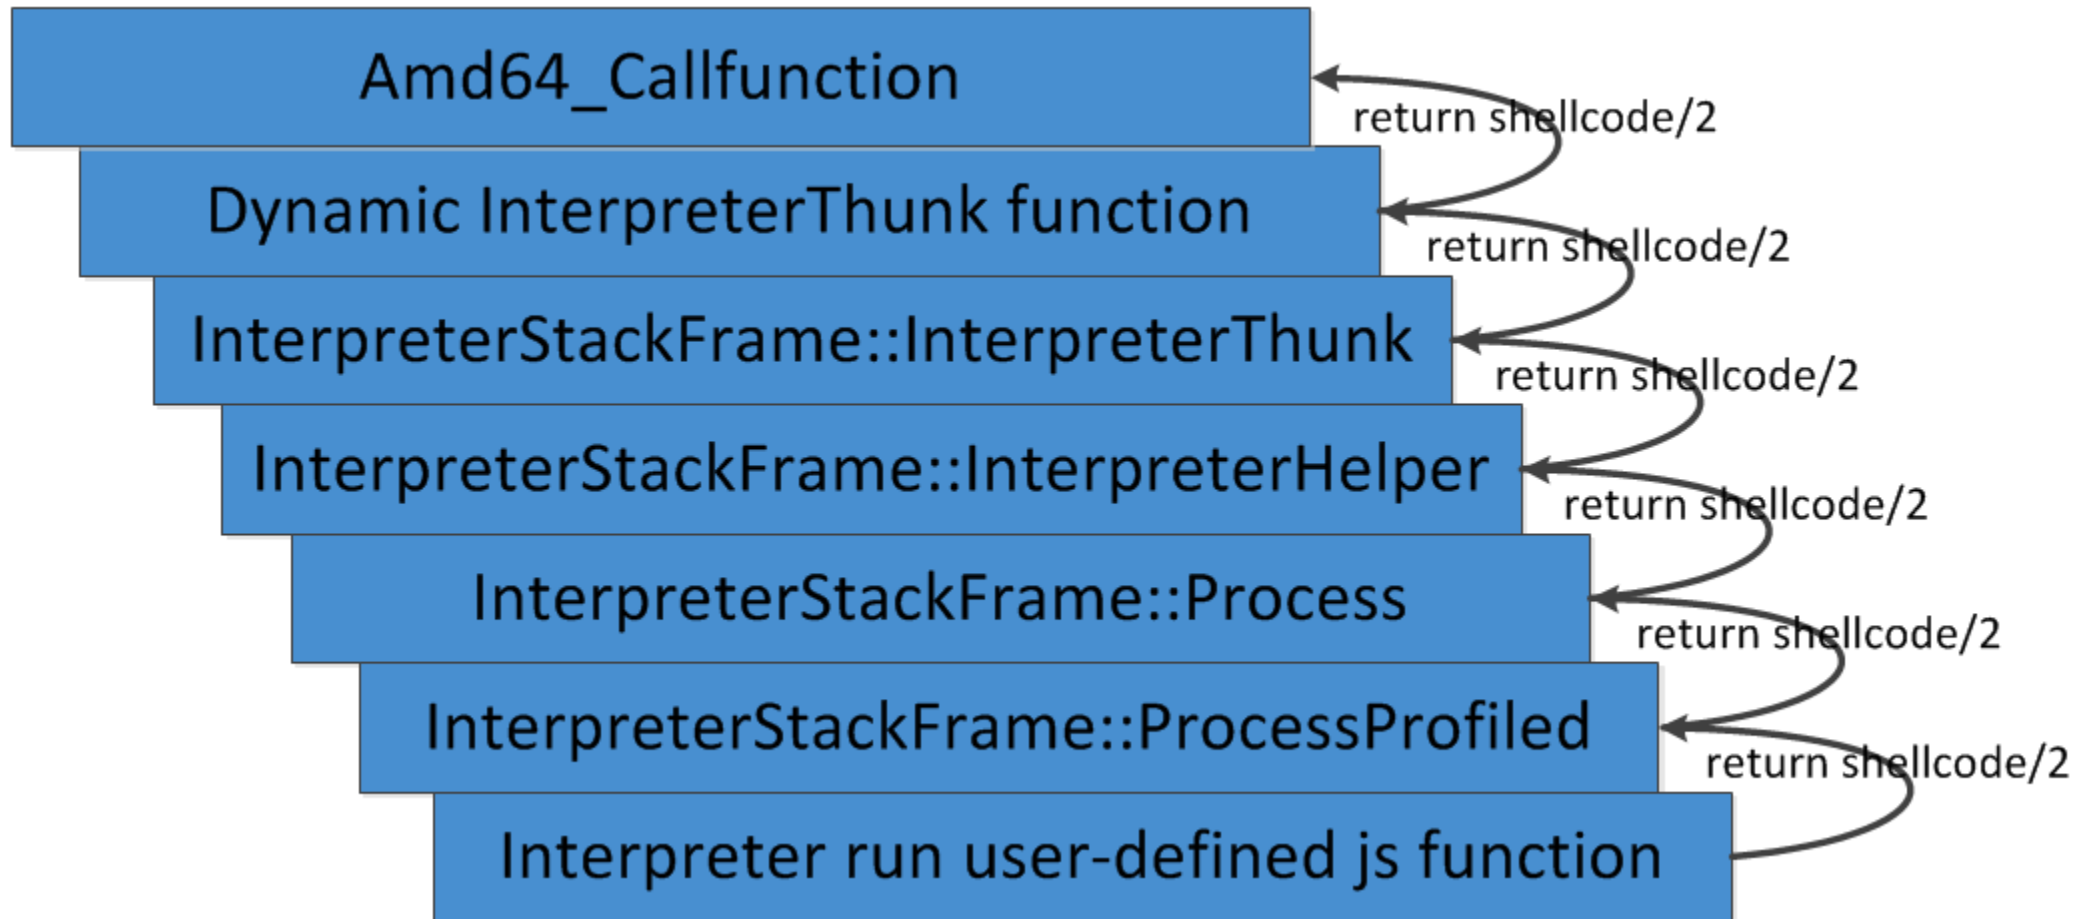 Amd64_Callfunction
return shellcode/2
Dynamic InterpreterThunk function
return shellcode/2
InterpreterStackFrame::InterpreterThunk
return shellcode/2
InterpreterStackFrame::InterpreterHelper
return shellcode/2
InterpreterStackFrame::Process
return shellcode/2
InterpreterStackFrame::ProcessProfiled
return shellcode/2
Interpreter run user-defined js function